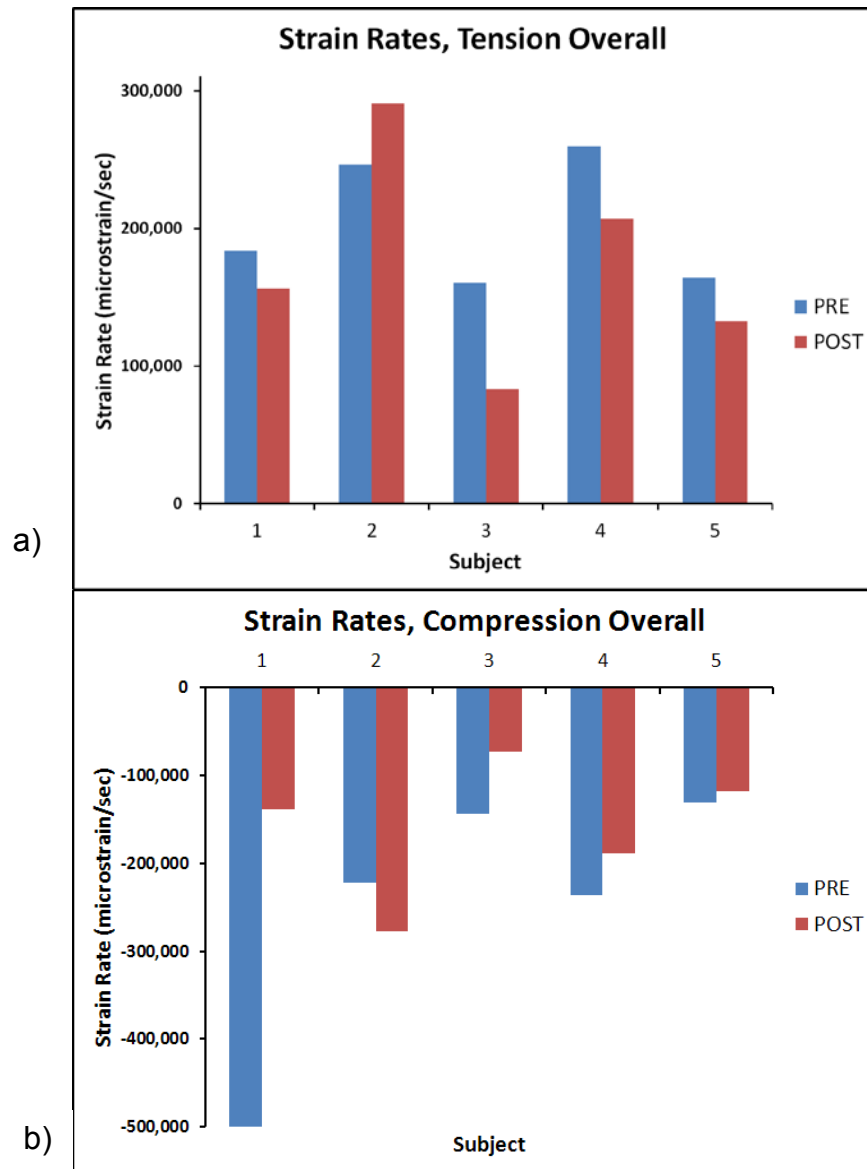 Strain Rates, Tension Overall
Strain Rate (microstrain/sec)
300,000
200,000
100,000
0
1 2 3 4 5
Subject
PRE
POST
a)
Strain Rates, Compression Overall
1 2 3 4 5
Strain Rate (microstrain/sec)
0
-100,000
-200,000
-300,000
-400,000
-500,000
PRE
POST
Subject
b)